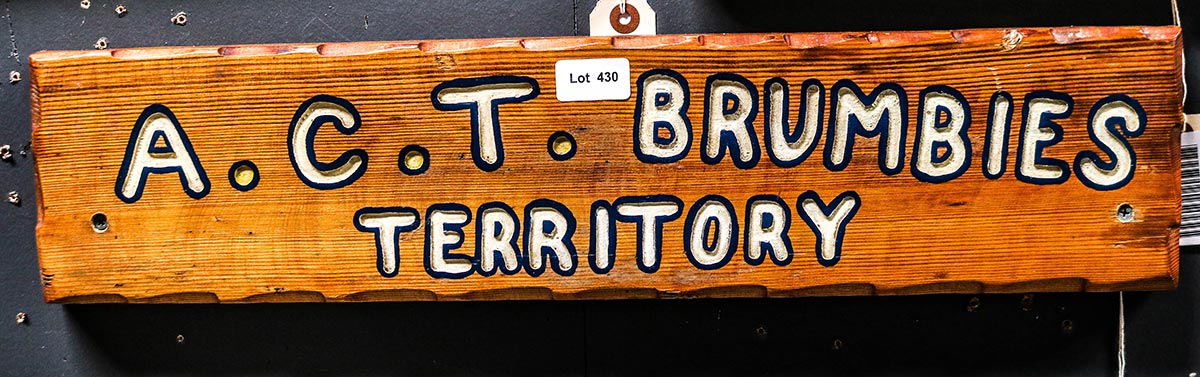 Lot 430
A.C.T. BRUMBIES
TERRITORY